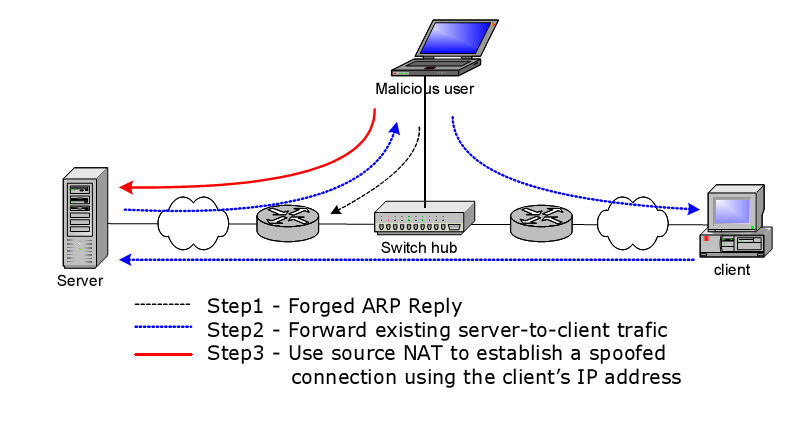 Malicious user
Switch hub
Server
client
Step1 - Forged ARP Reply
Step2 - Forward existing server-to-client trafic
Step3 - Use source NAT to establish a spoofed
connection using the client’s IP address